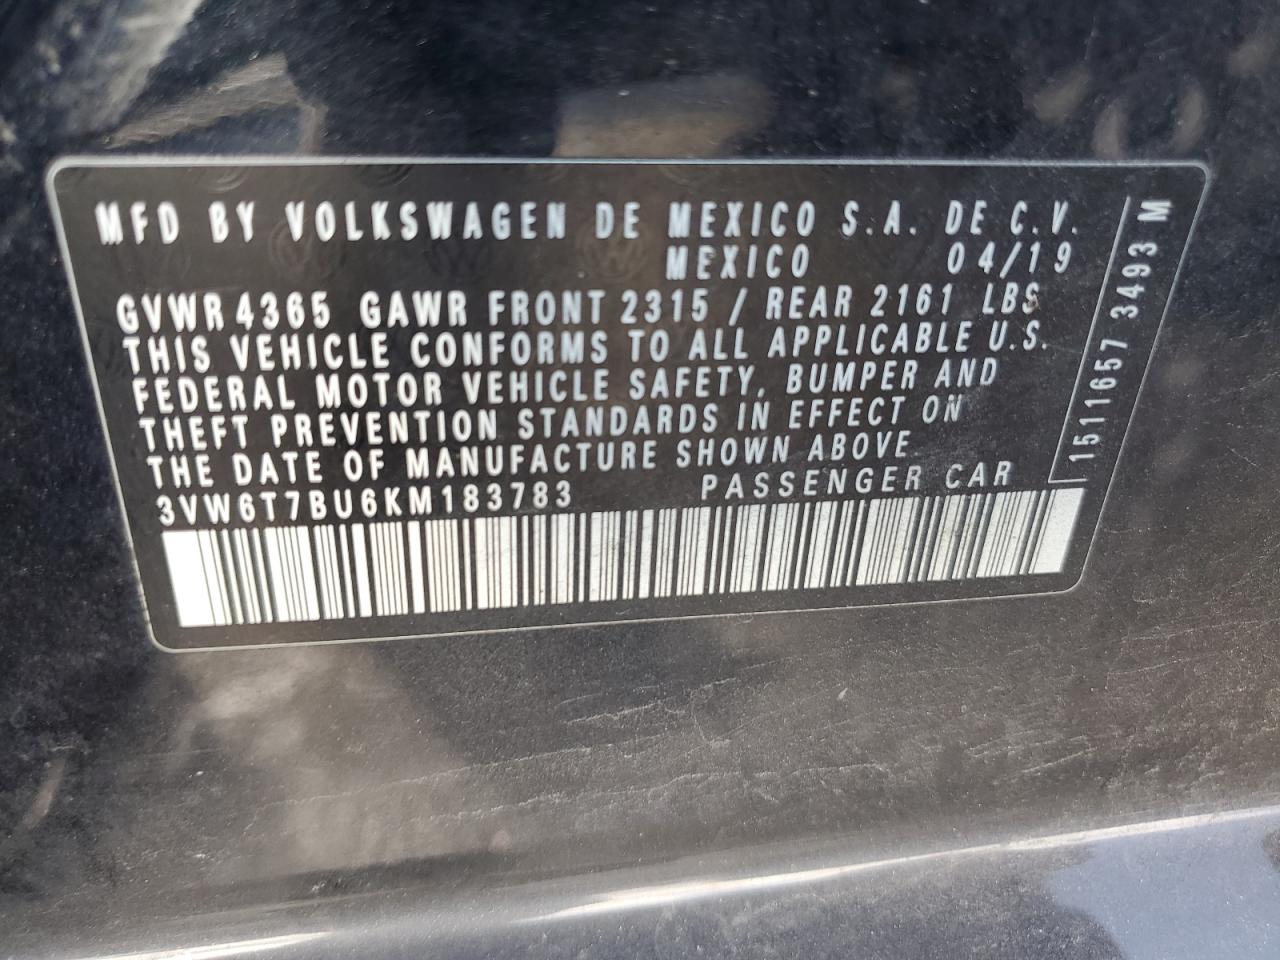 MFD BY VOLKSWAGEN DE MEXICO S.A. DE C.V.
MEXICO 04/19
GVWR 4365 GAWR FRONT 2315 / REAR 2161 LBS
THIS VEHICLE CONFORMS TO ALL APPLICABLE U.S.
FEDERAL MOTOR VEHICLE SAFETY, BUMPER AND
THEFT PREVENTION STANDARDS IN EFFECT ON
THE DATE OF MANUFACTURE SHOWN ABOVE.
3VW6T7BU6KM183783 PASSENGER CAR
1511657 3493 M